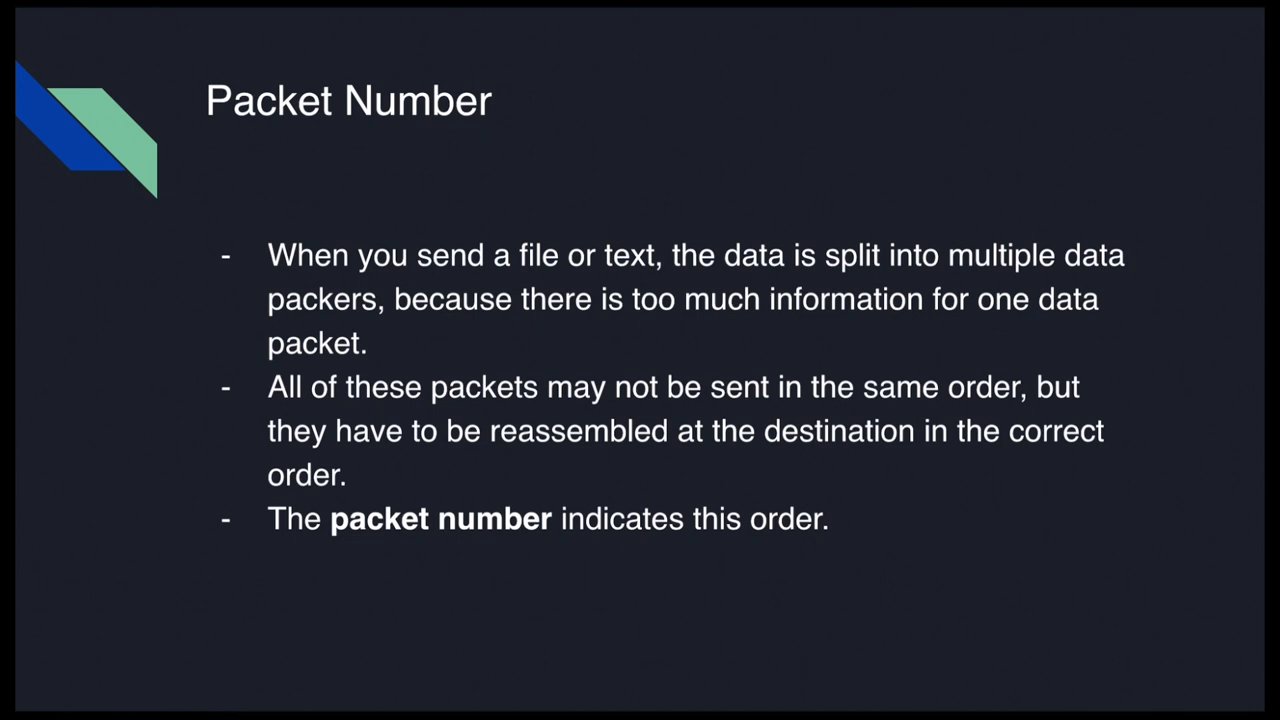 Packet Number
- When you send a file or text, the data is split into multiple data
packers, because there is too much information for one data
packet.
- All of these packets may not be sent in the same order, but
they have to be reassembled at the destination in the correct
order.
- The packet number indicates this order.